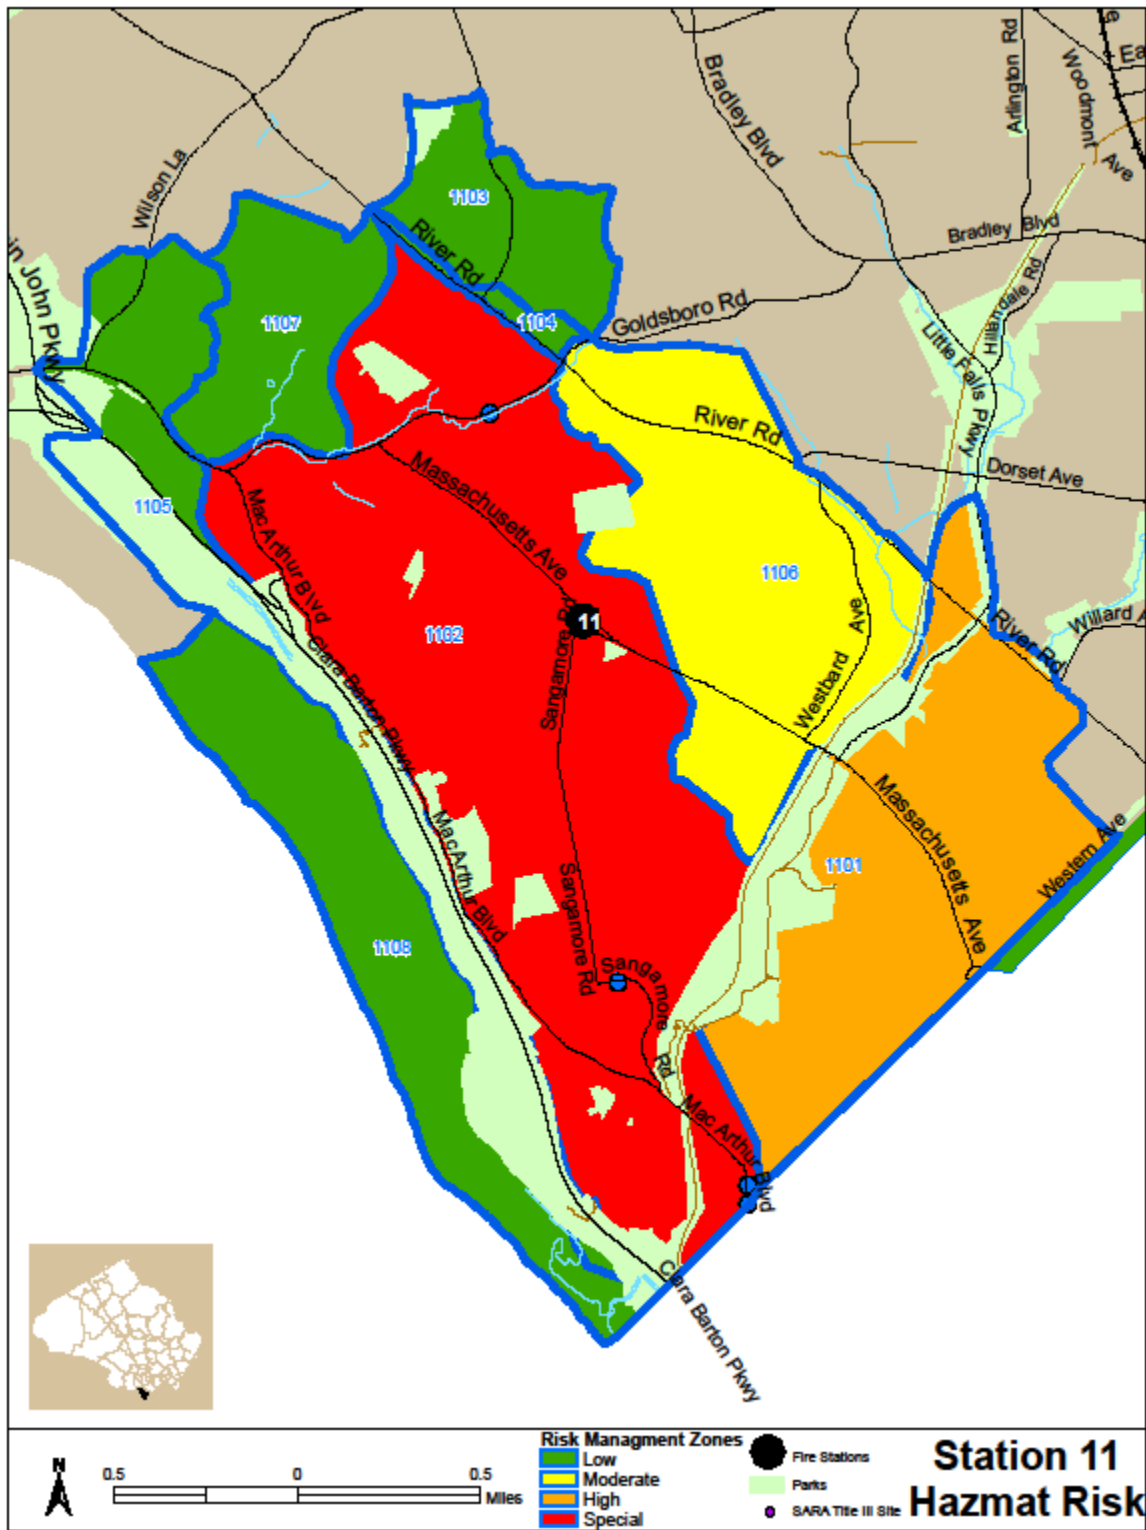 Arlington Rd
Woodmont
Ave
e
Ea
Bradley Blvd
Wilson La
1103
River Rd
Bradley Blvd
in John Pkwy
1107
1104
Goldsboro Rd
Hillandale Rd
Little Falls Pkwy
River Rd
Massachusetts Ave
Dorset Ave
1105
Mac Arthur Blvd
1106
11
1102
Ave
Westbard
River Rd
Willard A
Clara Barton Pkwy
Sangamore Rd
Massachusetts Ave
MacArthur Blvd
1101
Western Ave
1108
Sangamore Rd
Sangamore
Rd
Mac Arthur Blvd
Clara Barton Pkwy
N
0.5 0 0.5
Miles
Risk Managment Zones
Low
Moderate
High
Special
Fire Stations
Parks
SARA Title III Site
Station 11
Hazmat Risk